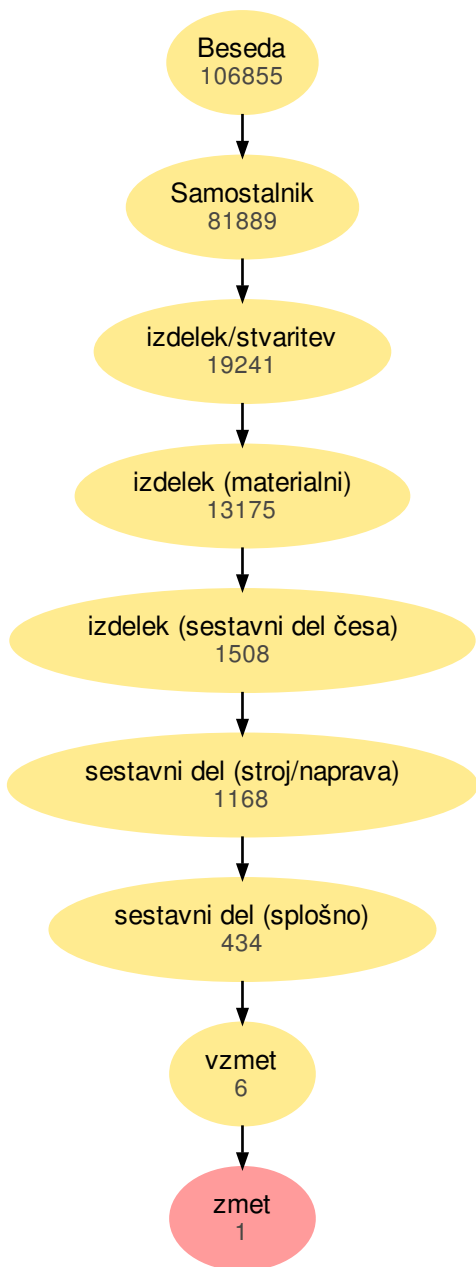 Beseda
106855
Samostalnik
81889
izdelek/stvaritev
19241
izdelek (materialni)
13175
izdelek (sestavni del česa)
1508
sestavni del (stroj/naprava)
1168
sestavni del (splošno)
434
vzmet
6
zmet
1